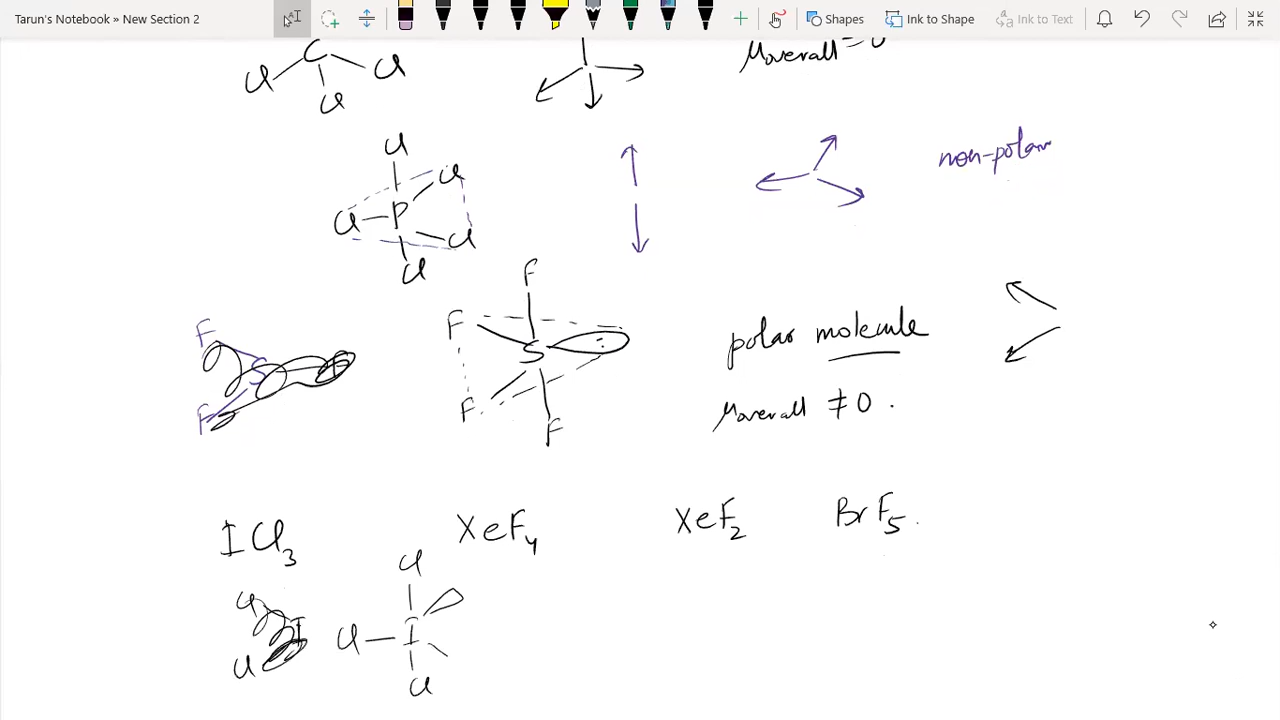 Tarun's Notebook » New Section 2
Shapes
Ink to Shape
Ink to Text
C
Cl
Cl
Cl
μoverall = 0
Cl
Cl
Cl P
Cl
Cl
non-polar
F
F
S
F
F
S
F
F
polar molecule
μoverall ≠ 0.
ICl3
XeF4
XeF2
BrF5.
Cl
I
Cl
Cl
Cl I
Cl